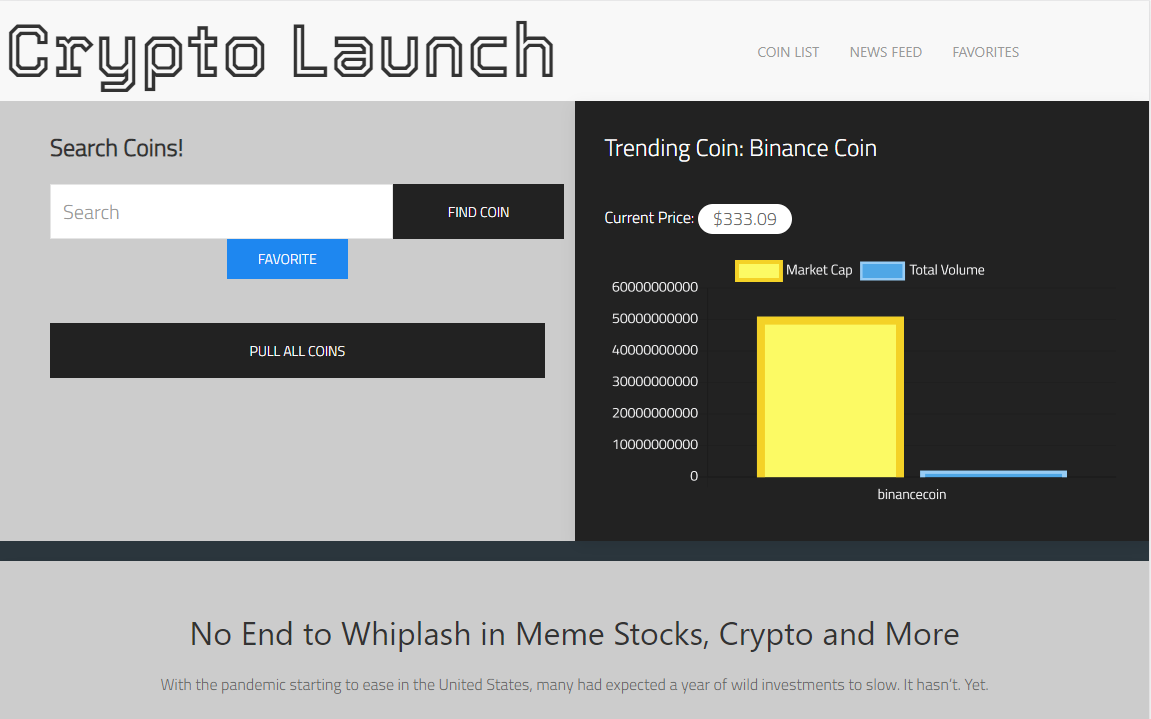 Crypto Launch
COIN LIST NEWS FEED FAVORITES
Search Coins!
Search
FIND COIN
FAVORITE
PULL ALL COINS
Trending Coin: Binance Coin
Current Price: $333.09
Market Cap Total Volume
60000000000
50000000000
40000000000
30000000000
20000000000
10000000000
0
binancecoin
No End to Whiplash in Meme Stocks, Crypto and More
With the pandemic starting to ease in the United States, many had expected a year of wild investments to slow. It hasn't. Yet.